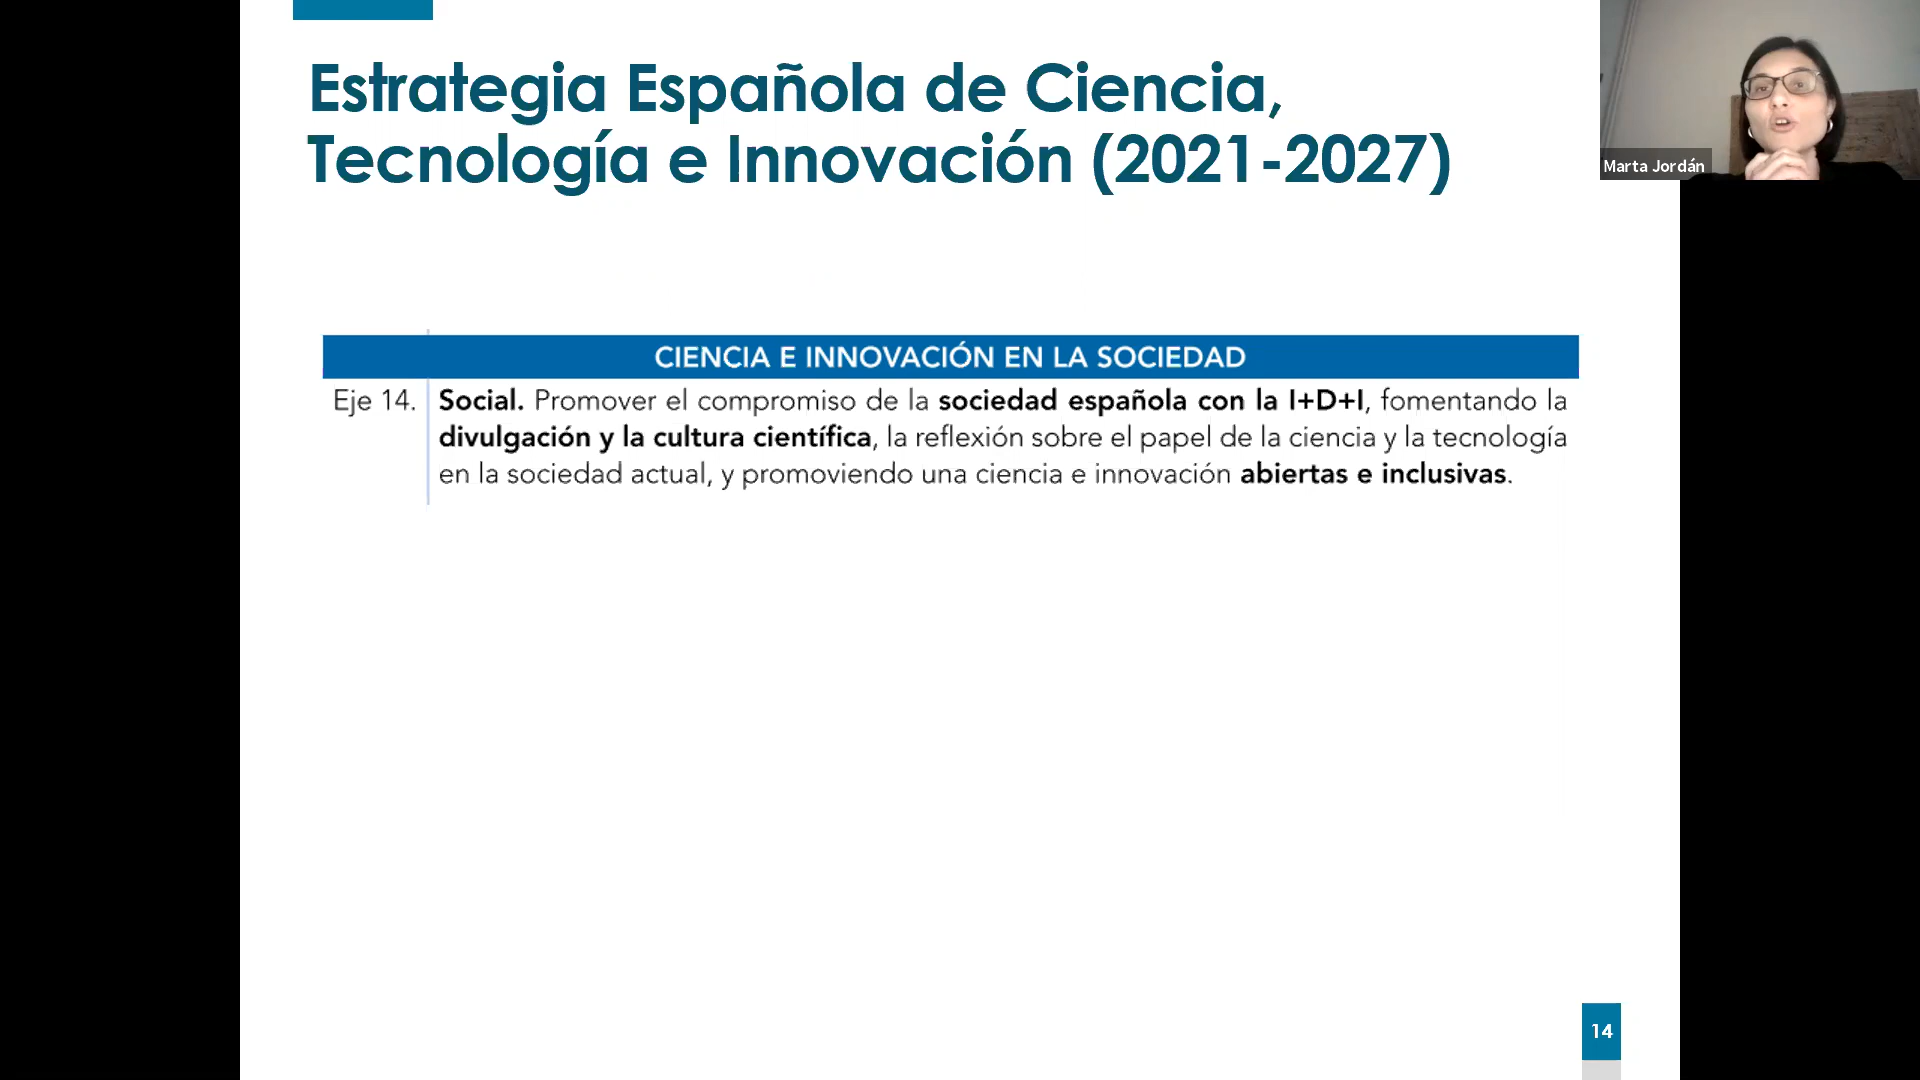 Estrategia Española de Ciencia,
Tecnología e Innovación (2021-2027)
Marta Jordán
CIENCIA E INNOVACIÓN EN LA SOCIEDAD
Eje 14. Social. Promover el compromiso de la sociedad española con la I+D+I, fomentando la
divulgación y la cultura científica, la reflexión sobre el papel de la ciencia y la tecnología
en la sociedad actual, y promoviendo una ciencia e innovación abiertas e inclusivas.
14